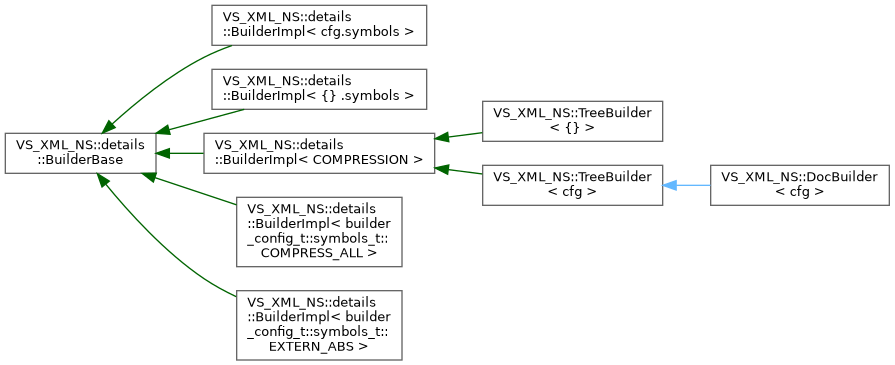 VS_XML_NS::details
::BuilderImpl< cfg.symbols >
VS_XML_NS::details
::BuilderImpl< {} .symbols >
VS_XML_NS::TreeBuilder
< {} >
VS_XML_NS::details
::BuilderBase
VS_XML_NS::details
::BuilderImpl< COMPRESSION >
VS_XML_NS::TreeBuilder
< cfg >
VS_XML_NS::DocBuilder
< cfg >
VS_XML_NS::details
::BuilderImpl< builder
_config_t::symbols_t::
COMPRESS_ALL >
VS_XML_NS::details
::BuilderImpl< builder
_config_t::symbols_t::
EXTERN_ABS >